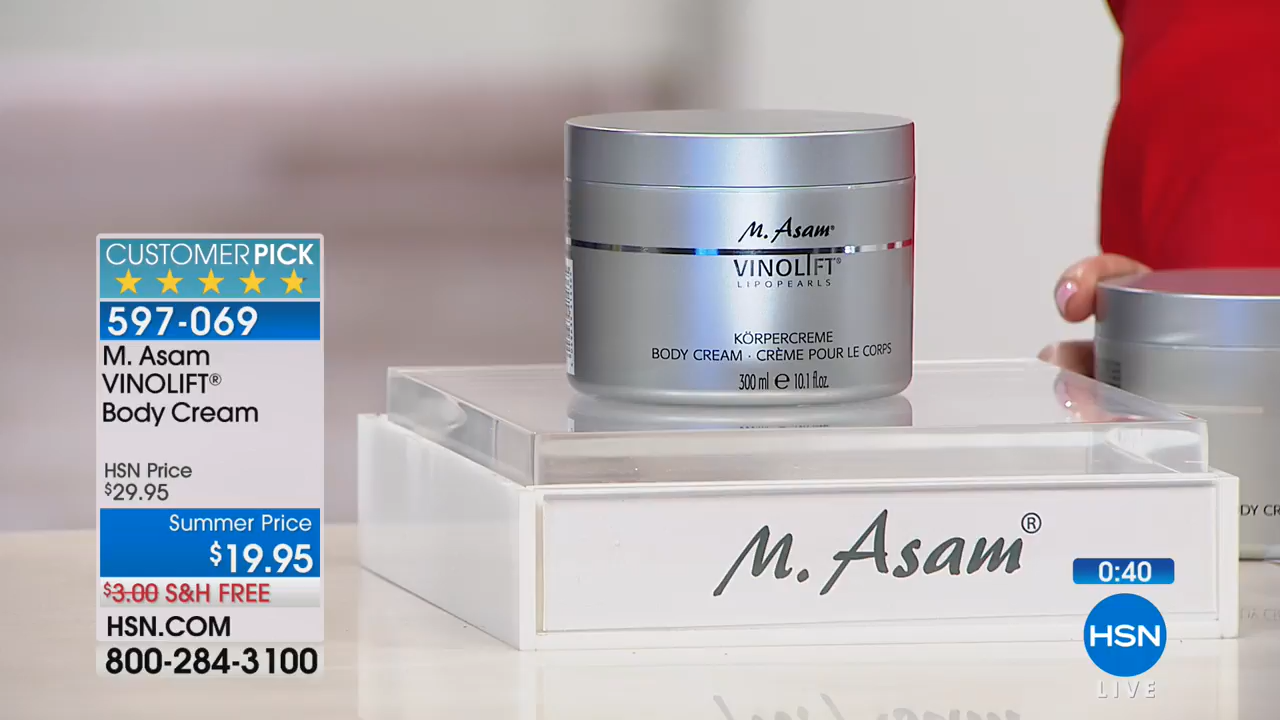 CUSTOMER PICK
597-069
M. Asam
VINOLIFT®
Body Cream
HSN Price
$29.95
Summer Price
$19.95
$3.00 S&H FREE
HSN.COM
800-284-3100
M. Asam®
VINOLIFT®
LIPOPEARLS
KÖRPERCREME
BODY CREAM · CRÈME POUR LE CORPS
300 ml ℮ 10.1 fl.oz.
M. Asam®
DY CR
0:40
HSN
LIVE